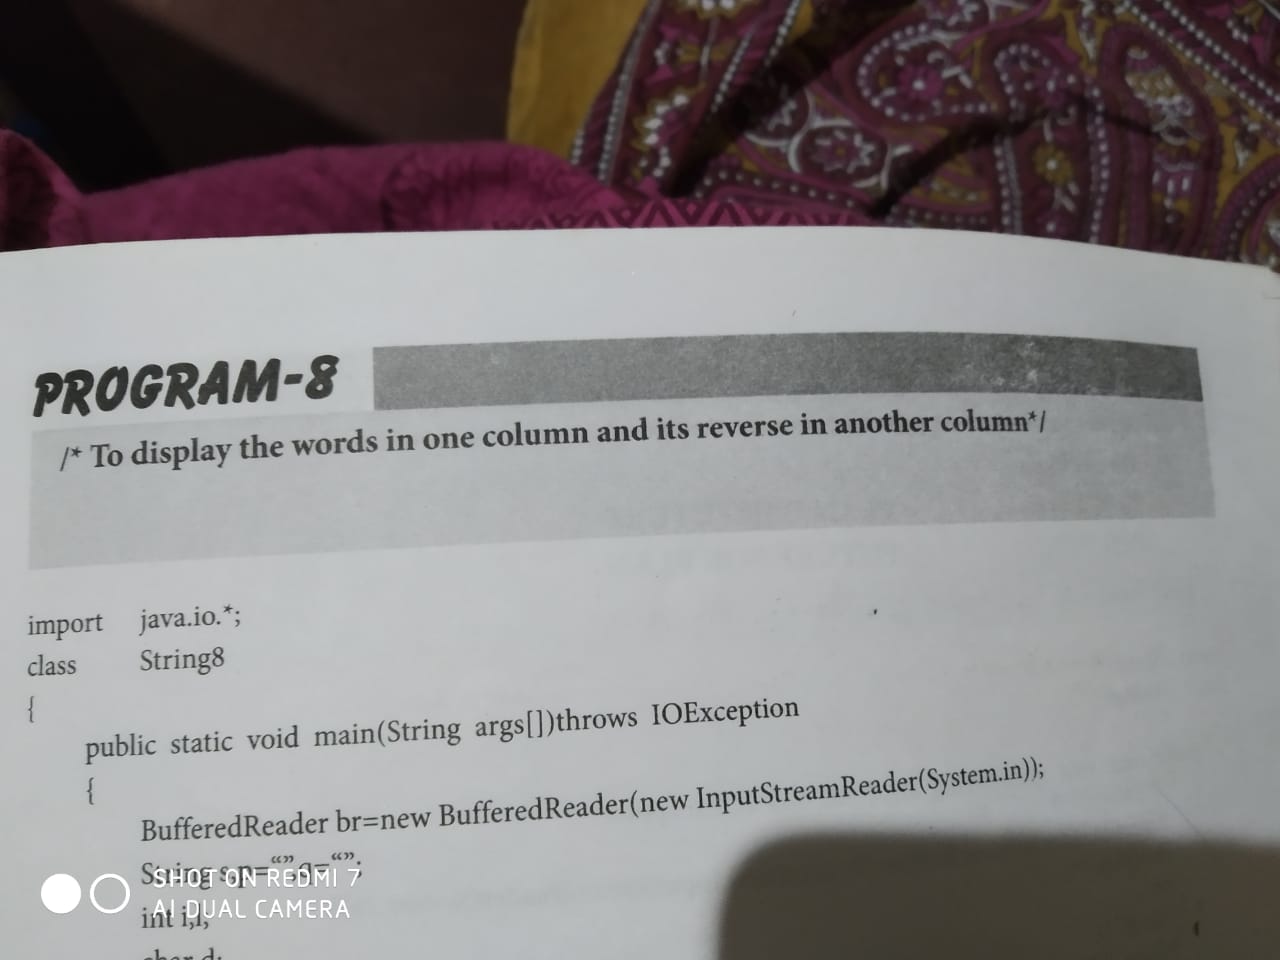 PROGRAM-8
/* To display the words in one column and its reverse in another column*/
import java.io.*;
class String8
{
public static void main(String args[])throws IOException
{
BufferedReader br=new BufferedReader(new InputStreamReader(System.in));
String s,p=“”,q=“”;
int i,l;
char d;
SHOT ON REDMI 7
AI DUAL CAMERA